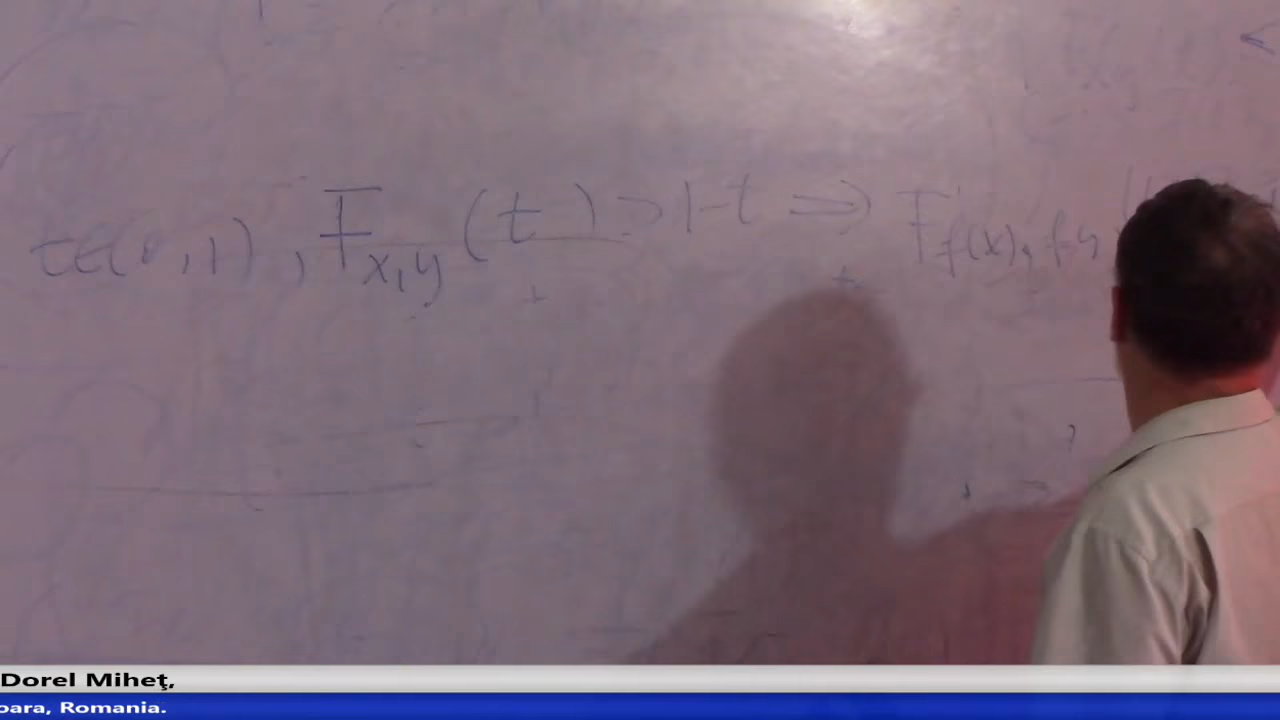 t∈(0,1), F_{x,y}(t) > 1-t ⇒ F_{f(x),f(y
Dorel Miheţ,
oara, Romania.